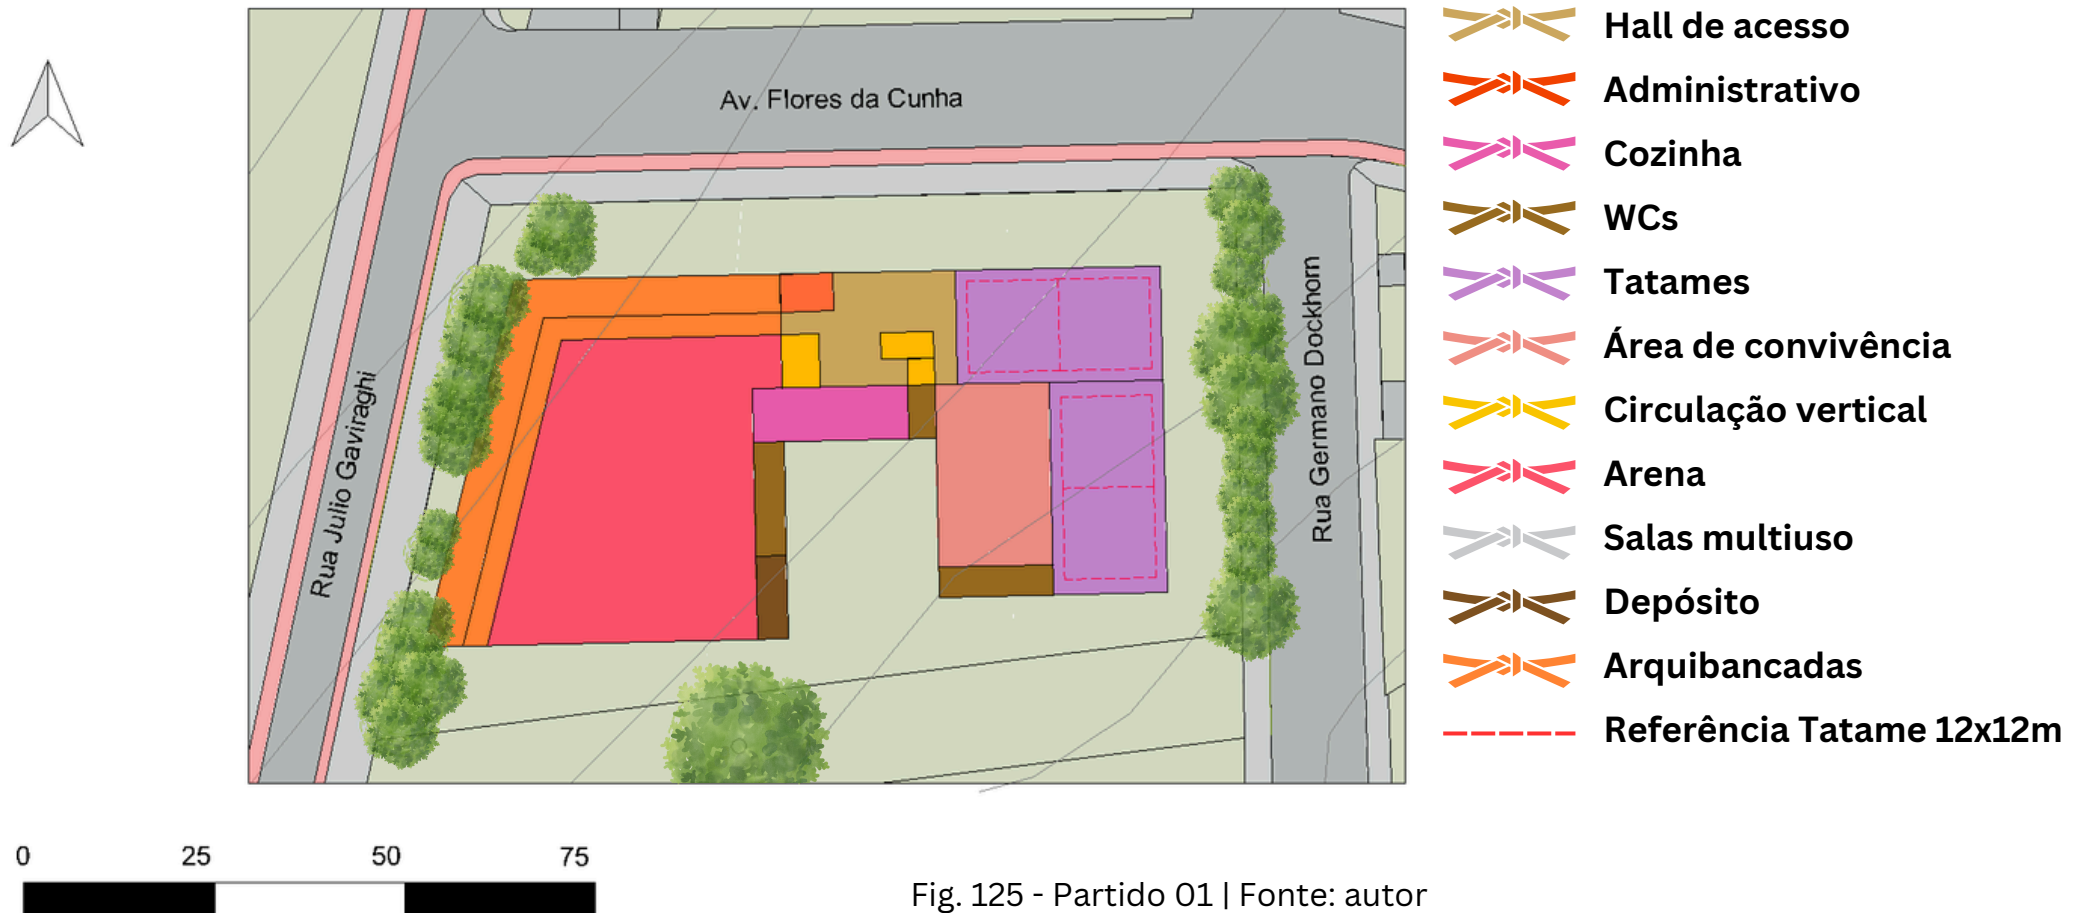 Av. Flores da Cunha
Rua Julio Gaviraghi
Rua Germano Dockhorn
Hall de acesso
Administrativo
Cozinha
WCs
Tatames
Área de convivência
Circulação vertical
Arena
Salas multiuso
Depósito
Arquibancadas
Referência Tatame 12x12m
0 25 50 75
Fig. 125 - Partido 01 | Fonte: autor